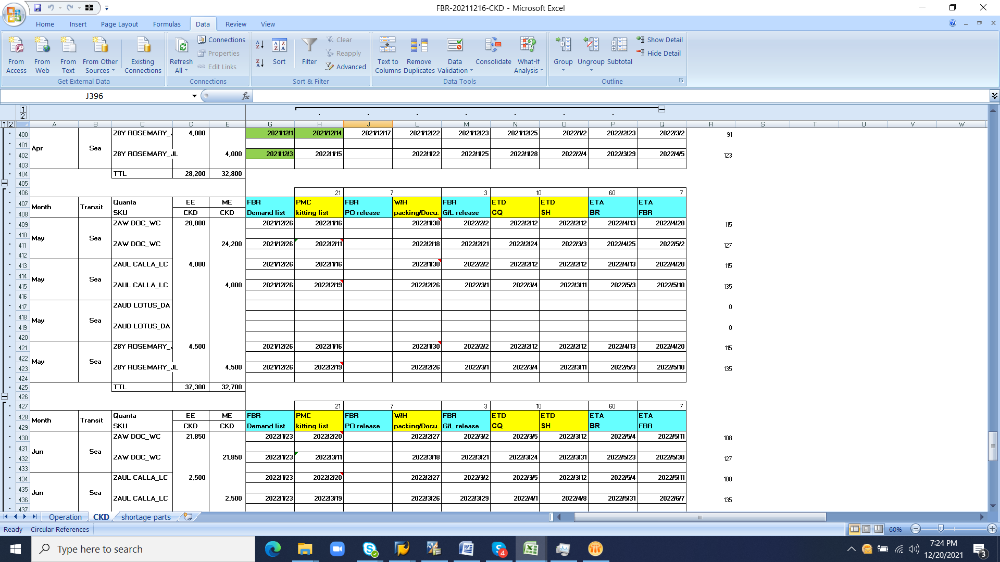 FBR-20211216-CKD - Microsoft Excel
Home Insert Page Layout Formulas Data Review View
From Access From Web From Text From Other Sources Existing Connections Refresh All Connections Properties Edit Links Sort Filter Clear Reapply Advanced Text to Columns Remove Duplicates Data Validation Consolidate What-If Analysis Group Ungroup Subtotal Show Detail Hide Detail
Get External Data Connections Sort & Filter Data Tools Outline
J396 fx
1
2
1 2 A B C D E G H J L M N O P Q R S T U V W
400 Z8Y ROSEMARY_J 4,000 2021/12/1 2021/12/14 2021/12/17 2021/12/22 2021/12/23 2021/12/25 2022/1/2 2022/2/23 2022/3/2 91
401 Apr Sea
402 Z8Y ROSEMARY_JL 4,000 2021/12/3 2022/1/15 2022/1/22 2022/1/25 2022/1/28 2022/2/4 2022/3/29 2022/4/5 123
403
404 TTL 28,200 32,800
405
406 21 7 3 10 60 7
407 Month Transit Quanta EE ME FBR PMC FBR W/H FBR ETD ETD ETA ETA
408 SKU CKD CKD Demand list kitting list PO release packing/Docu. G/L release CQ SH BR FBR
409 ZAW DOC_WC 28,800 2021/12/26 2022/1/16 2022/1/30 2022/2/2 2022/2/12 2022/2/12 2022/4/13 2022/4/20 115
410 May Sea
411 ZAW DOC_WC 24,200 2021/12/26 2022/2/11 2022/2/18 2022/2/21 2022/2/24 2022/3/3 2022/4/25 2022/5/2 127
412
413 ZAUL CALLA_LC 4,000 2021/12/26 2022/1/16 2022/1/30 2022/2/2 2022/2/12 2022/2/12 2022/4/13 2022/4/20 115
414 May Sea
415 ZAUL CALLA_LC 4,000 2021/12/26 2022/2/19 2022/2/26 2022/3/1 2022/3/4 2022/3/11 2022/5/3 2022/5/10 135
416
417 ZAUD LOTUS_DA 0
418 May Sea
419 ZAUD LOTUS_DA 0
420
421 Z8Y ROSEMARY_J 4,500 2021/12/26 2022/1/16 2022/1/30 2022/2/2 2022/2/12 2022/2/12 2022/4/13 2022/4/20 115
422 May Sea
423 Z8Y ROSEMARY_JL 4,500 2021/12/26 2022/2/19 2022/2/26 2022/3/1 2022/3/4 2022/3/11 2022/5/3 2022/5/10 135
424
425 TTL 37,300 32,700
426
427 21 7 3 10 60 7
428 Month Transit Quanta EE ME FBR PMC FBR W/H FBR ETD ETD ETA ETA
429 SKU CKD CKD Demand list kitting list PO release packing/Docu. G/L release CQ SH BR FBR
430 ZAW DOC_WC 21,850 2022/1/23 2022/2/20 2022/2/27 2022/3/2 2022/3/5 2022/3/12 2022/5/4 2022/5/11 108
431 Jun Sea
432 ZAW DOC_WC 21,850 2022/1/23 2022/3/11 2022/3/18 2022/3/21 2022/3/24 2022/3/31 2022/5/23 2022/5/30 127
433
434 ZAUL CALLA_LC 2,500 2022/1/23 2022/2/20 2022/2/27 2022/3/2 2022/3/5 2022/3/12 2022/5/4 2022/5/11 108
435 Jun Sea
436 ZAUL CALLA_LC 2,500 2022/1/23 2022/3/19 2022/3/26 2022/3/29 2022/4/1 2022/4/8 2022/5/31 2022/6/7 135
437
Operation CKD shortage parts
Ready Circular References 60%
Type here to search 4 7:24 PM
12/20/2021 3